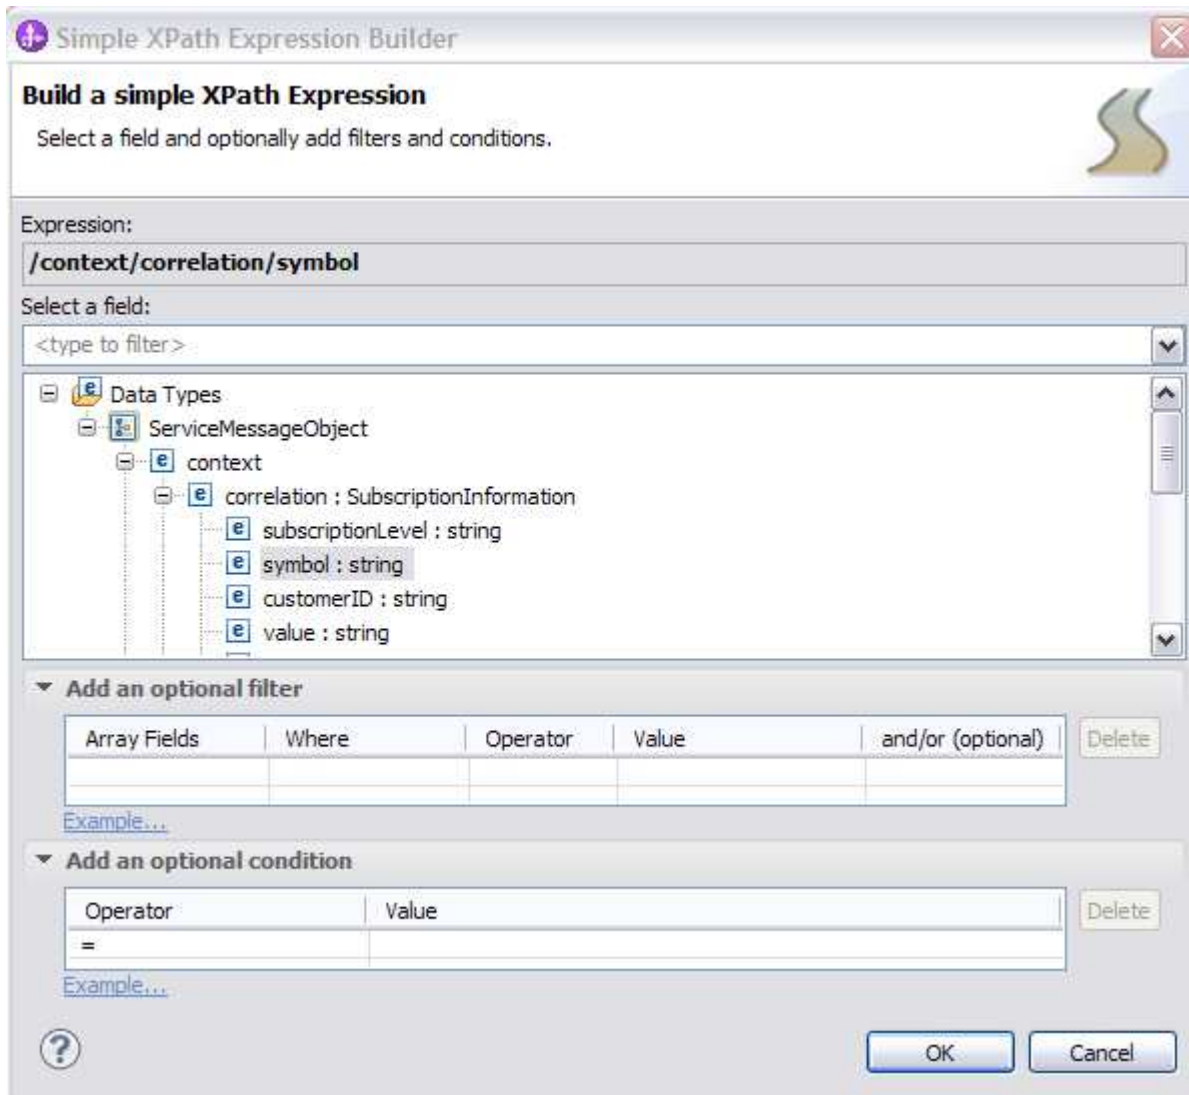 Simple XPath Expression Builder
Build a simple XPath Expression
Select a field and optionally add filters and conditions.
Expression:
/context/correlation/symbol
Select a field:
<type to filter>
Data Types
ServiceMessageObject
context
correlation : SubscriptionInformation
subscriptionLevel : string
symbol : string
customerID : string
value : string
Add an optional filter
Array Fields Where Operator Value and/or (optional) Delete
Example...
Add an optional condition
Operator Value Delete
=
Example...
? OK Cancel